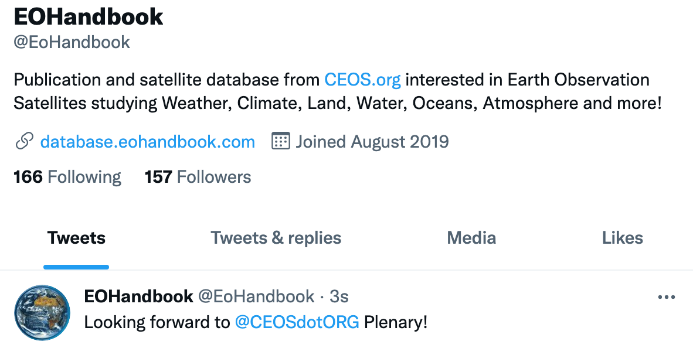 EOHandbook
@EoHandbook
Publication and satellite database from CEOS.org interested in Earth Observation
Satellites studying Weather, Climate, Land, Water, Oceans, Atmosphere and more!
database.eohandbook.com Joined August 2019
166 Following 157 Followers
Tweets Tweets & replies Media Likes
EOHandbook @EoHandbook · 3s
Looking forward to @CEOSdotORG Plenary!